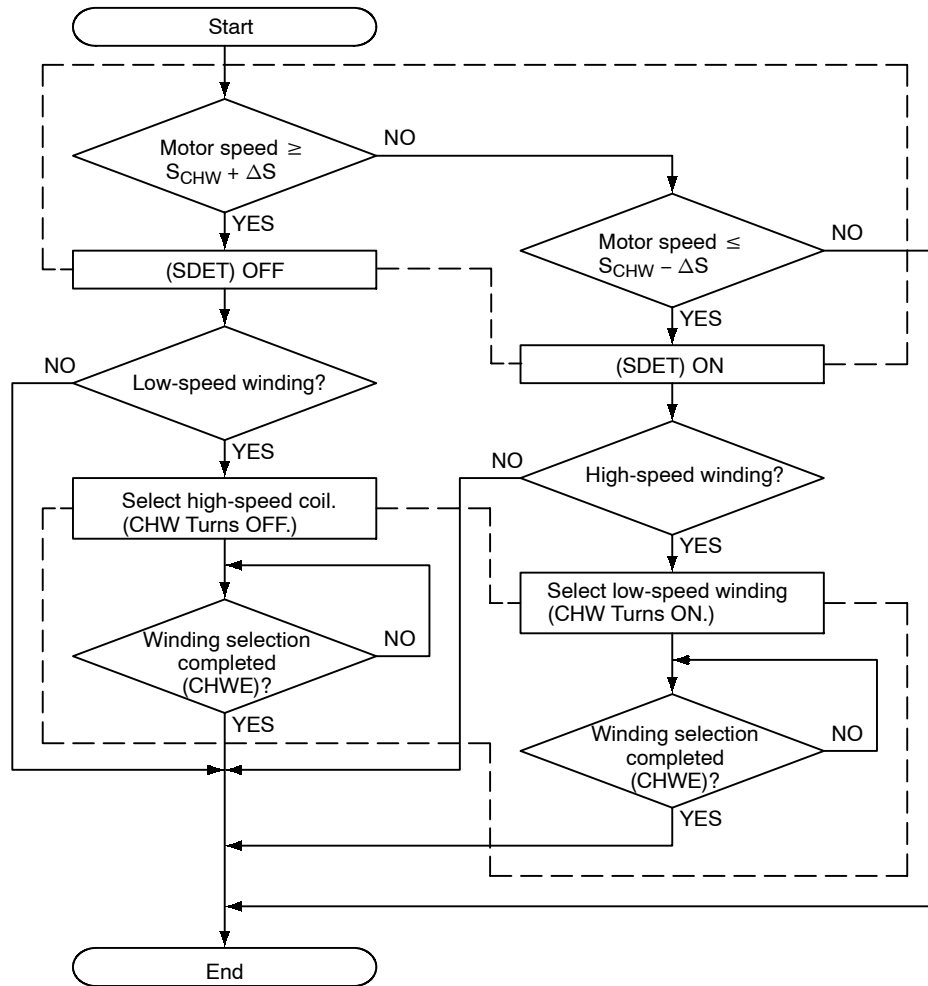 Start
Motor speed ≥
SCHW + ΔS
NO
YES
(SDET) OFF
Motor speed ≤
SCHW − ΔS
NO
YES
(SDET) ON
NO
Low-speed winding?
YES
NO
High-speed winding?
YES
Select high-speed coil.
(CHW Turns OFF.)
Select low-speed winding
(CHW Turns ON.)
Winding selection
completed
(CHWE)?
NO
YES
Winding selection
completed
(CHWE)?
NO
YES
End